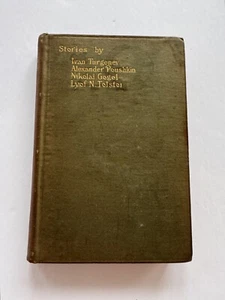 Stories by
Ivan Turgenev
Alexander Poushkin
Nikolai Gogol
Lyof N. Tolstoi